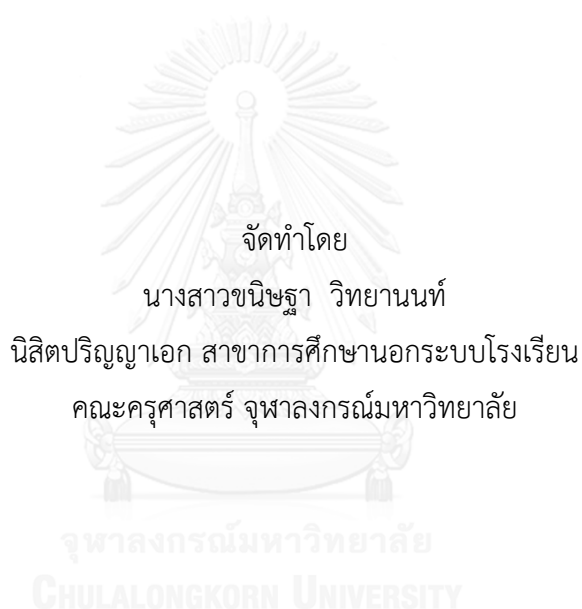 จัดทำโดย
นางสาวขนิษฐา วิทยานนท์
นิสิตปริญญาเอก สาขาการศึกษานอกระบบโรงเรียน
คณะครุศาสตร์ จุฬาลงกรณ์มหาวิทยาลัย
จุฬาลงกรณ์มหาวิทยาลัย
CHULALONGKORN UNIVERSITY